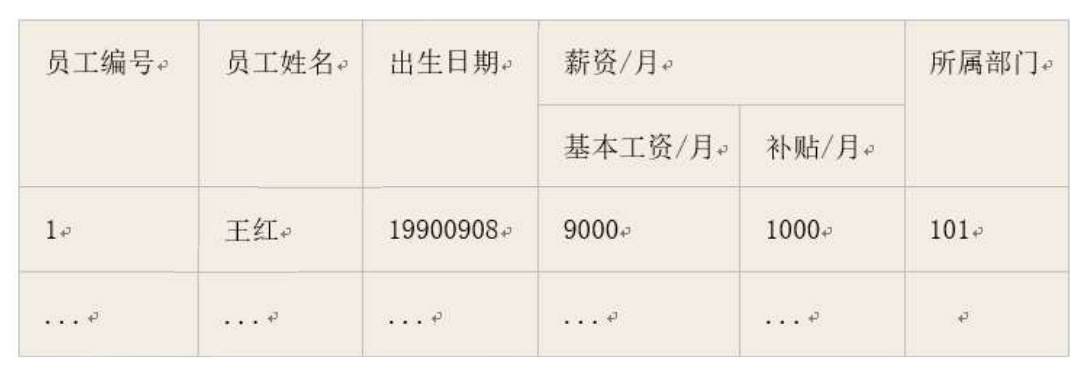 员工编号 员工姓名 出生日期 薪资/月 所属部门
基本工资/月 补贴/月
1 王红 19900908 9000 1000 101
... ... ... ... ...